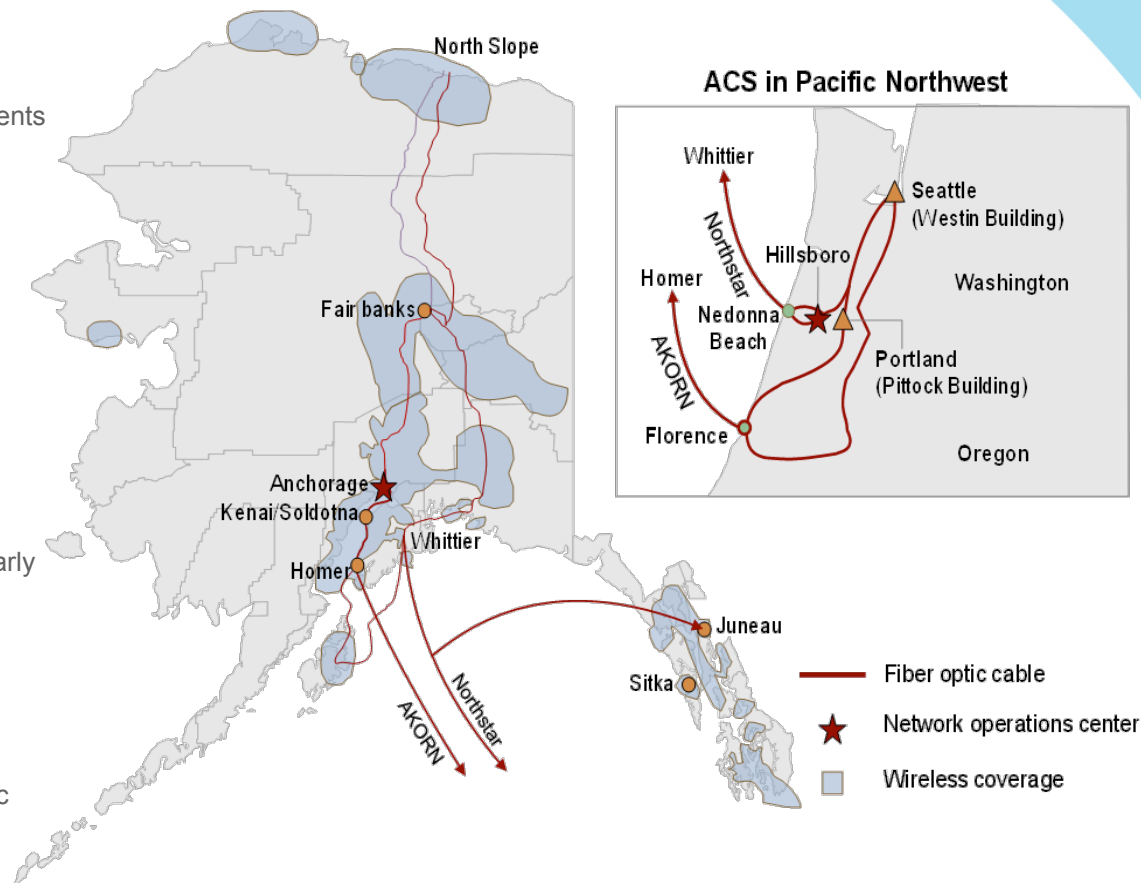 ents
arly
c
North Slope
Fairbanks
Anchorage
Kenai/Soldotna
Whittier
Homer
Juneau
Sitka
AKORN
Northstar
ACS in Pacific Northwest
Whittier
Northstar
Homer
AKORN
Hillsboro
Nedonna
Beach
Florence
Seattle
(Westin Building)
Washington
Portland
(Pittock Building)
Oregon
Fiber optic cable
Network operations center
Wireless coverage